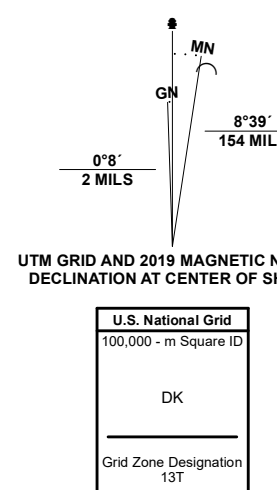 MN
GN
8°39´
154 MIL
0°8´
2 MILS
UTM GRID AND 2019 MAGNETIC N
DECLINATION AT CENTER OF SH
U.S. National Grid
100,000 - m Square ID
DK
Grid Zone Designation
13T